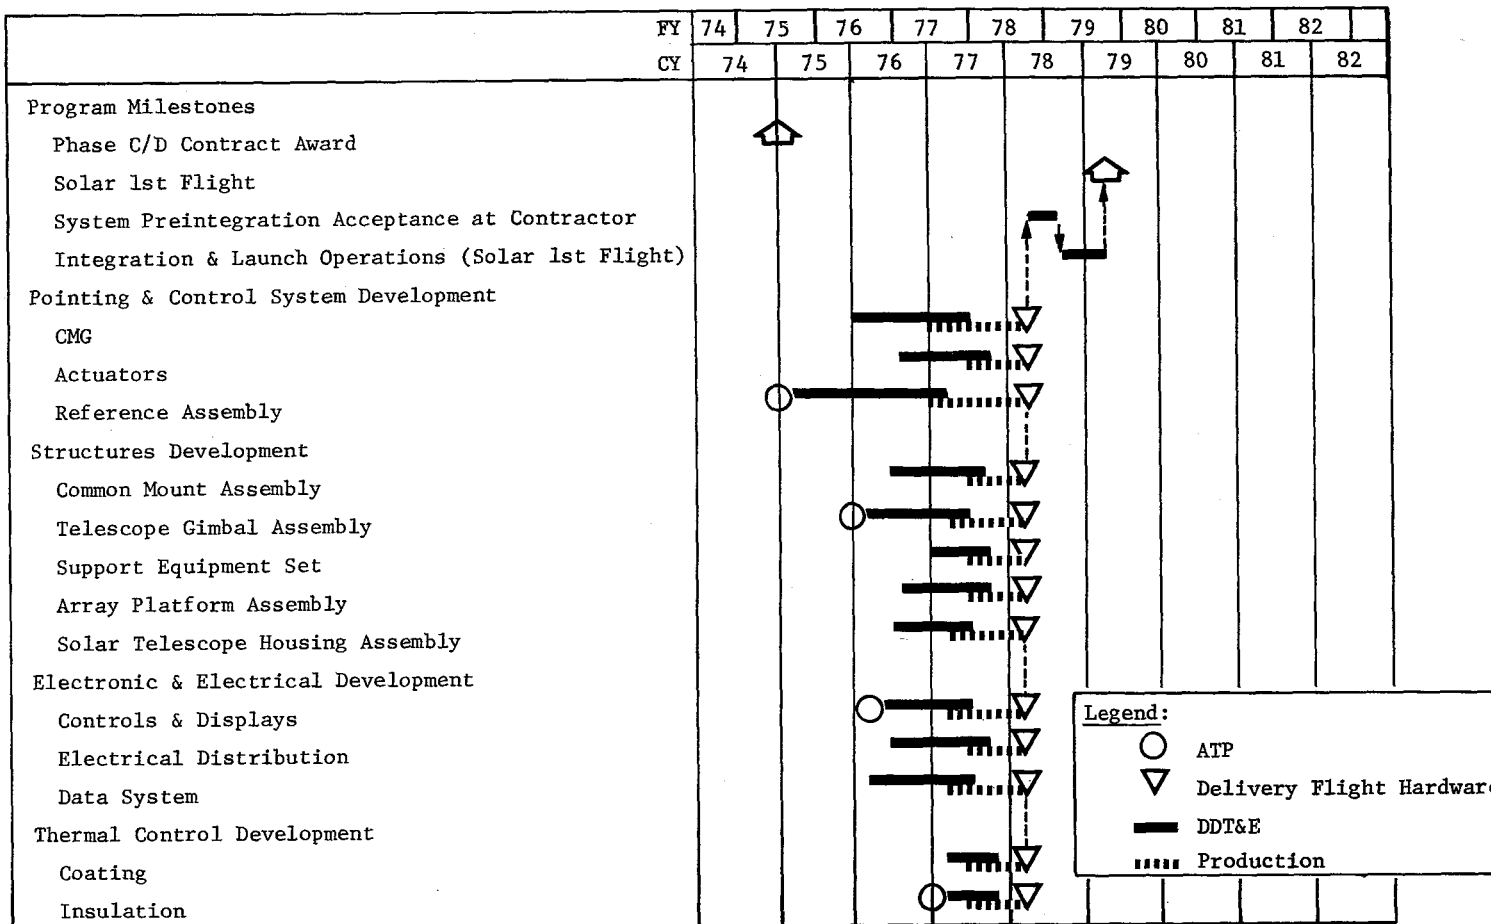 FY 74 75 76 77 78 79 80 81 82
CY 74 75 76 77 78 79 80 81 82
Program Milestones
Phase C/D Contract Award
Solar 1st Flight
System Preintegration Acceptance at Contractor
Integration & Launch Operations (Solar 1st Flight)
Pointing & Control System Development
CMG
Actuators
Reference Assembly
Structures Development
Common Mount Assembly
Telescope Gimbal Assembly
Support Equipment Set
Array Platform Assembly
Solar Telescope Housing Assembly
Electronic & Electrical Development
Controls & Displays
Electrical Distribution
Data System
Thermal Control Development
Coating
Insulation
Legend:
ATP
Delivery Flight Hardware
DDT&E
Production